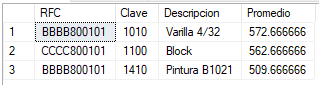 RFC Clave Descripcion Promedio
1 BBBB800101 1010 Varilla 4/32 572.666666
2 CCCC800101 1100 Block 562.666666
3 BBBB800101 1410 Pintura B1021 509.666666